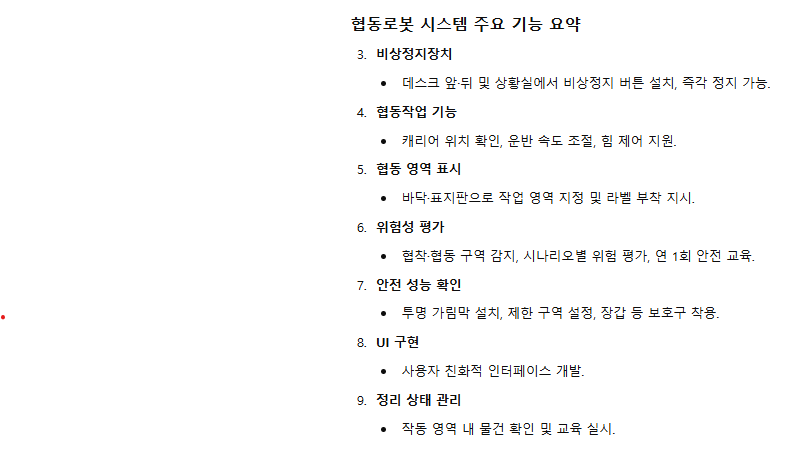 협동로봇 시스템 주요 기능 요약
3. 비상정지장치
• 데스크 앞·뒤 및 상황실에서 비상정지 버튼 설치, 즉각 정지 가능.
4. 협동작업 기능
• 캐리어 위치 확인, 운반 속도 조절, 힘 제어 지원.
5. 협동 영역 표시
• 바닥·표지판으로 작업 영역 지정 및 라벨 부착 지시.
6. 위험성 평가
• 협착·협동 구역 감지, 시나리오별 위험 평가, 연 1회 안전 교육.
7. 안전 성능 확인
• 투명 가림막 설치, 제한 구역 설정, 장갑 등 보호구 착용.
8. UI 구현
• 사용자 친화적 인터페이스 개발.
9. 정리 상태 관리
• 작동 영역 내 물건 확인 및 교육 실시.